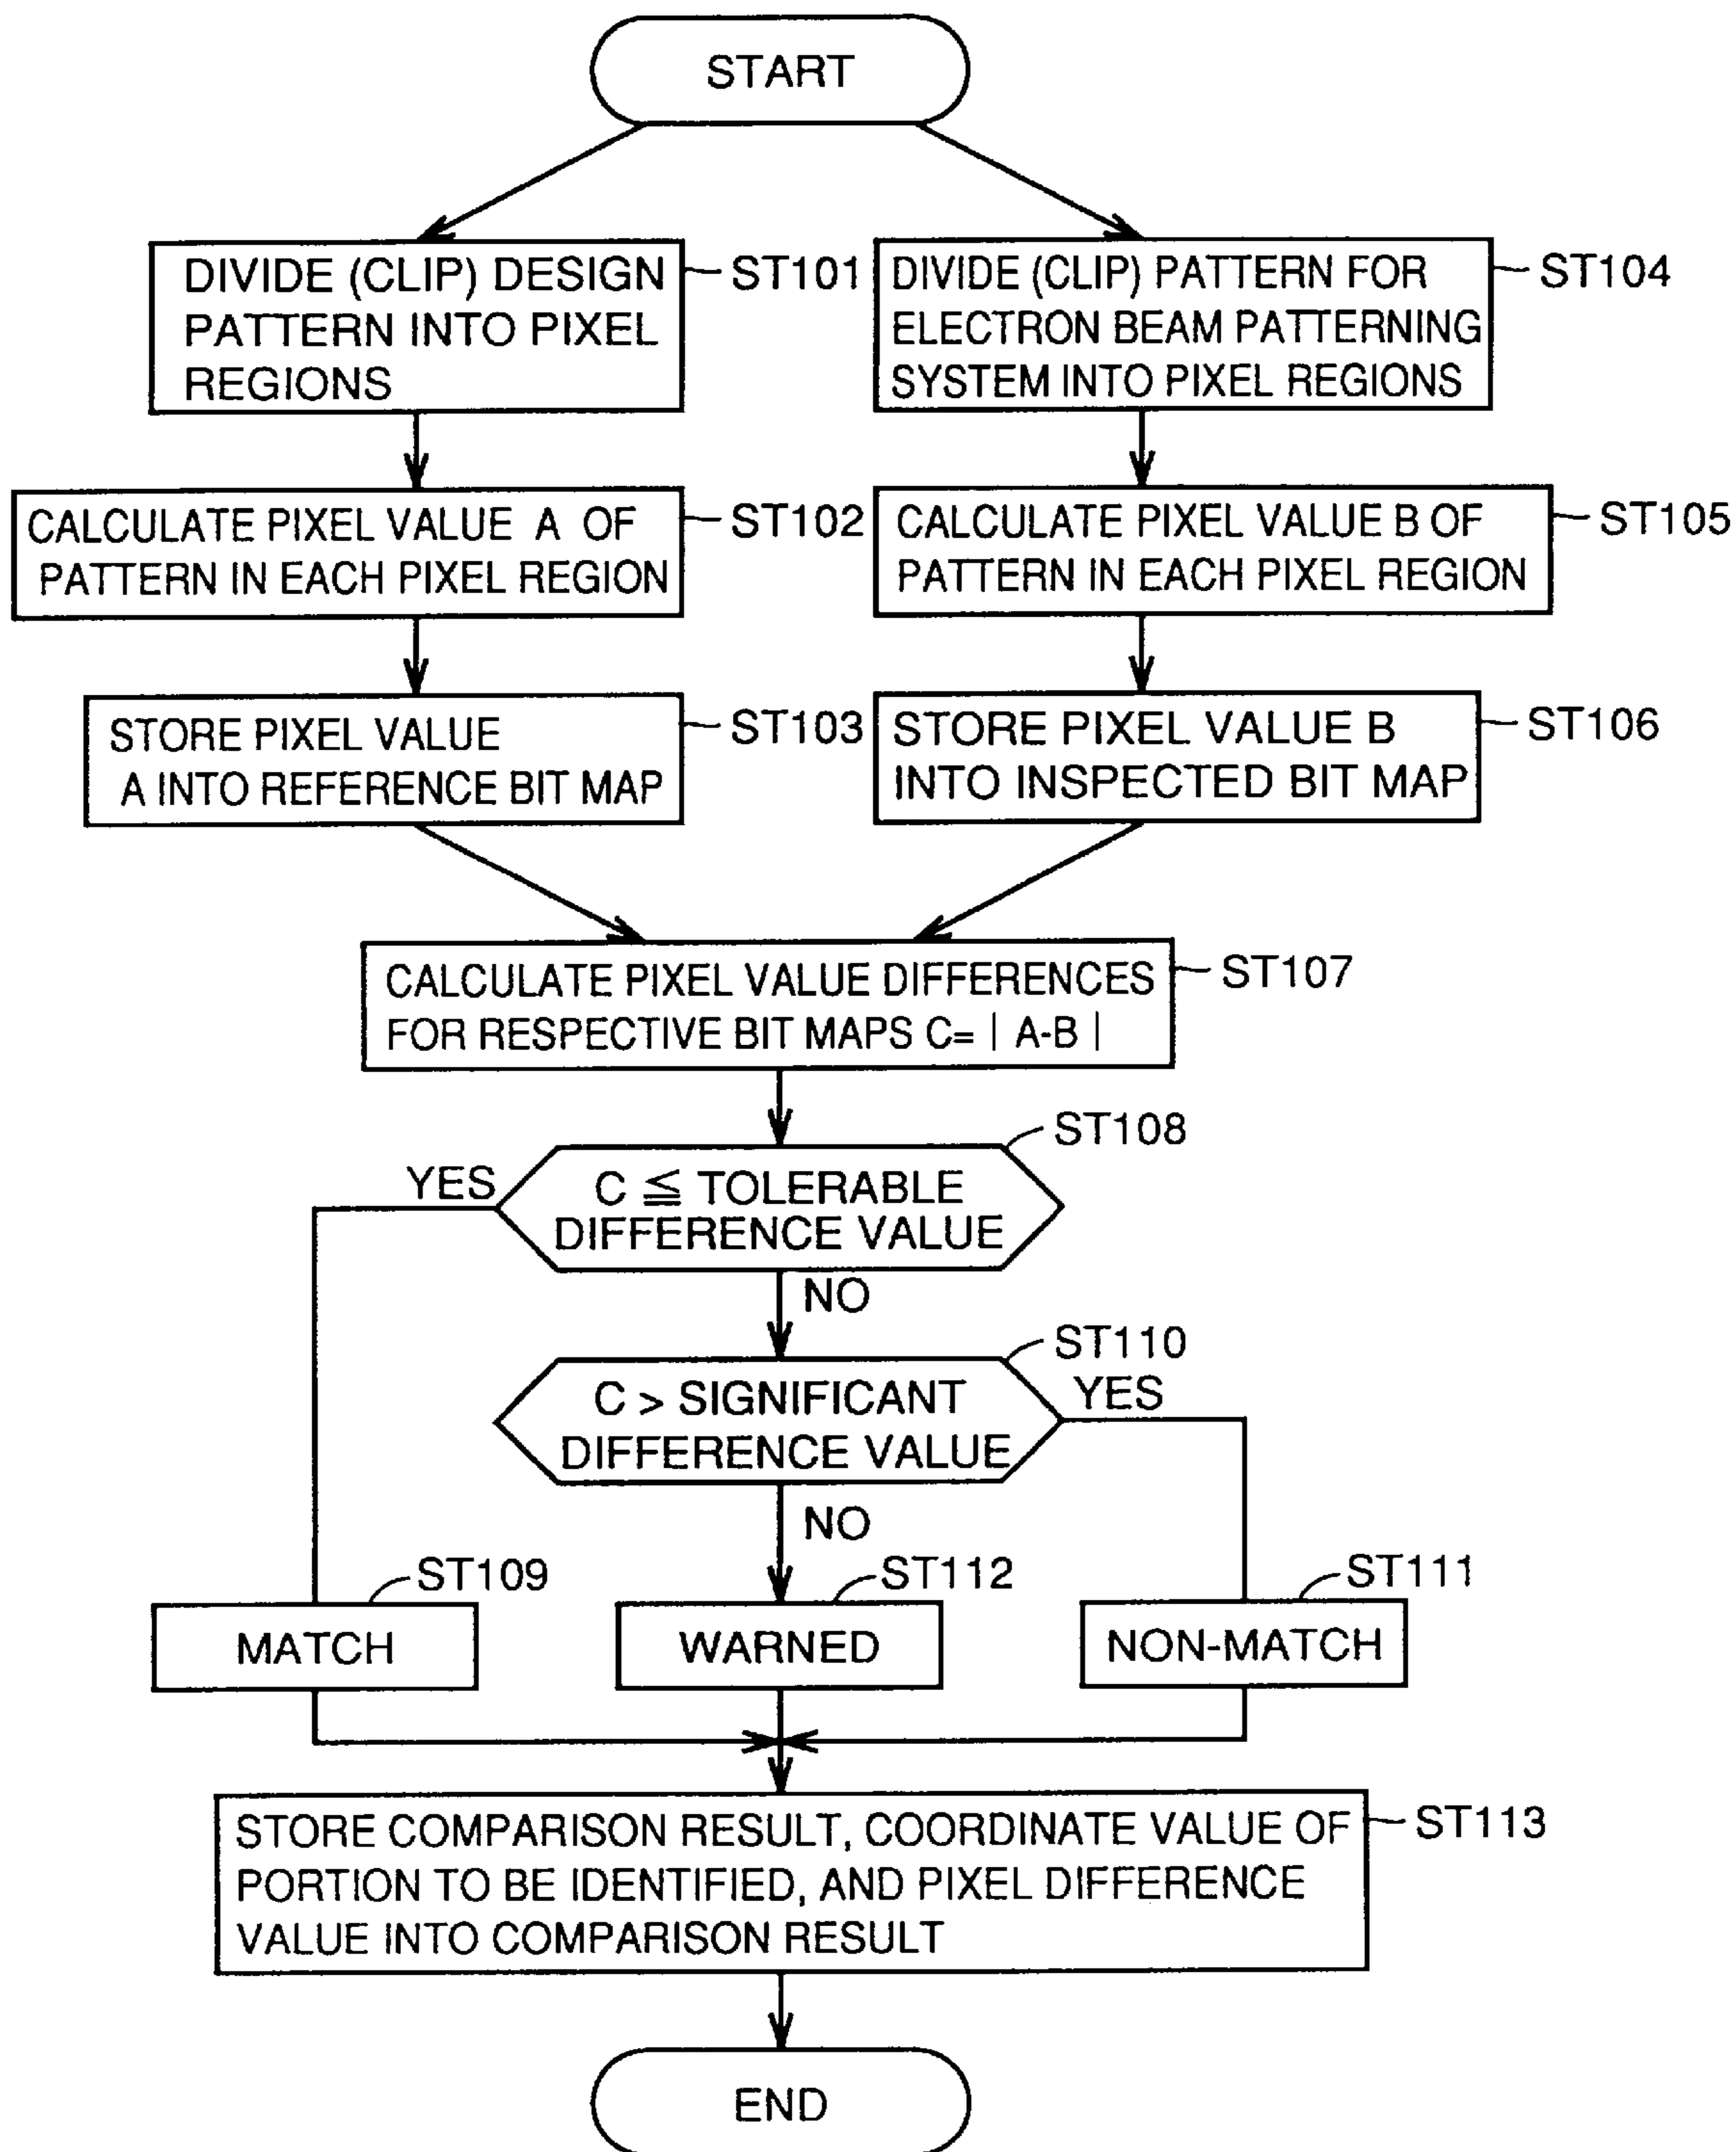 START
DIVIDE (CLIP) DESIGN
PATTERN INTO PIXEL
REGIONS
ST101
DIVIDE (CLIP) PATTERN FOR
ELECTRON BEAM PATTERNING
SYSTEM INTO PIXEL REGIONS
ST104
CALCULATE PIXEL VALUE A OF
PATTERN IN EACH PIXEL REGION
ST102
CALCULATE PIXEL VALUE B OF
PATTERN IN EACH PIXEL REGION
ST105
STORE PIXEL VALUE
A INTO REFERENCE BIT MAP
ST103
STORE PIXEL VALUE B
INTO INSPECTED BIT MAP
ST106
CALCULATE PIXEL VALUE DIFFERENCES
FOR RESPECTIVE BIT MAPS C= | A-B |
ST107
ST108
YES
C ≦ TOLERABLE
DIFFERENCE VALUE
NO
ST110
C > SIGNIFICANT
DIFFERENCE VALUE
YES
NO
ST109
MATCH
ST112
WARNED
ST111
NON-MATCH
STORE COMPARISON RESULT, COORDINATE VALUE OF
PORTION TO BE IDENTIFIED, AND PIXEL DIFFERENCE
VALUE INTO COMPARISON RESULT
ST113
END